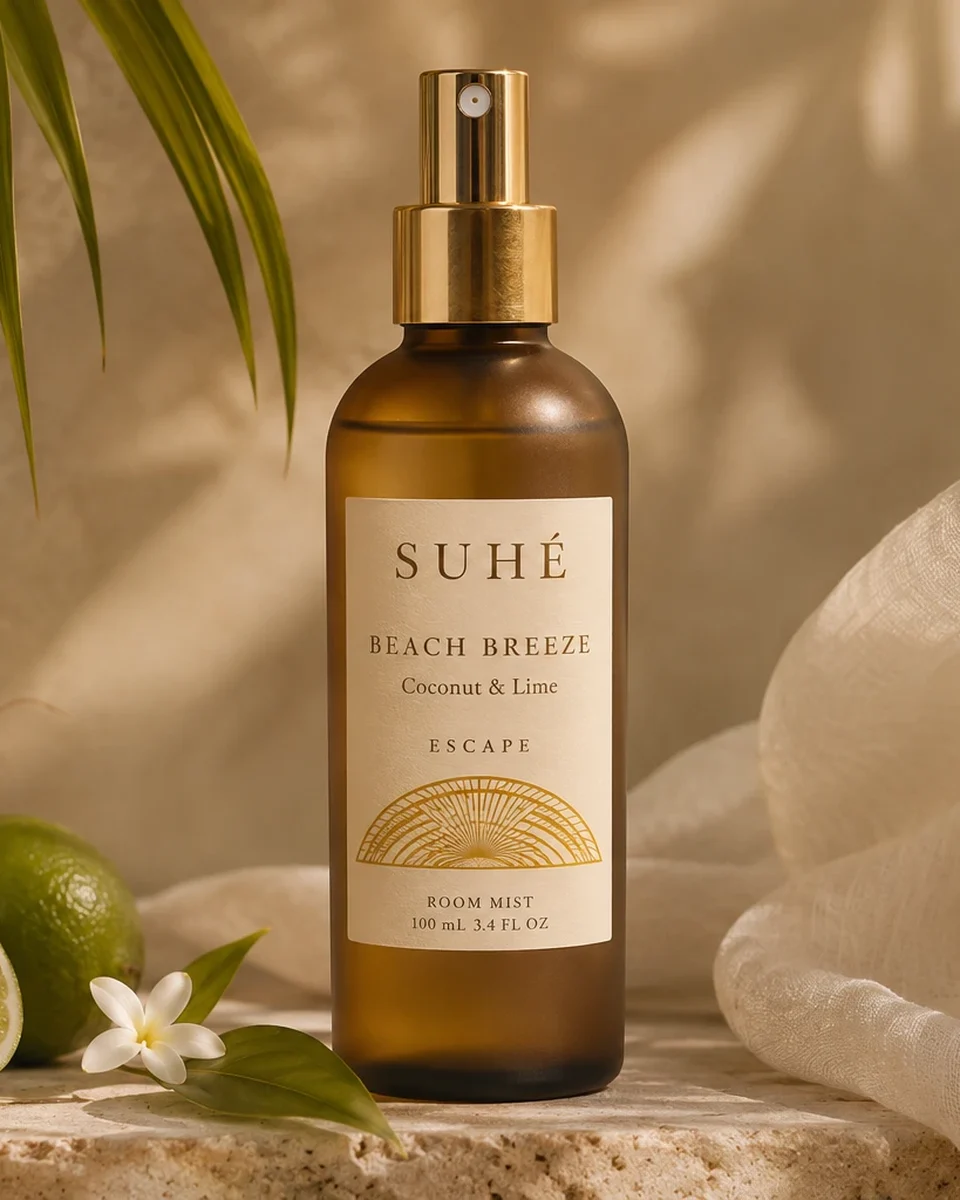 SUHÉ
BEACH BREEZE
Coconut & Lime
ESCAPE
ROOM MIST
100 mL 3.4 FL OZ